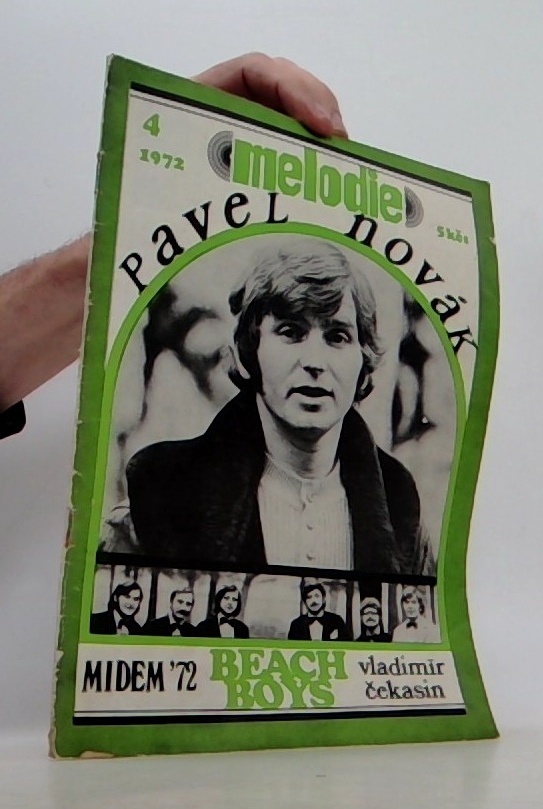 4
1972
melodie
5 kčs
Pavel Novák
MIDEM '72
BEACH
BOYS
vladimír
čekasin